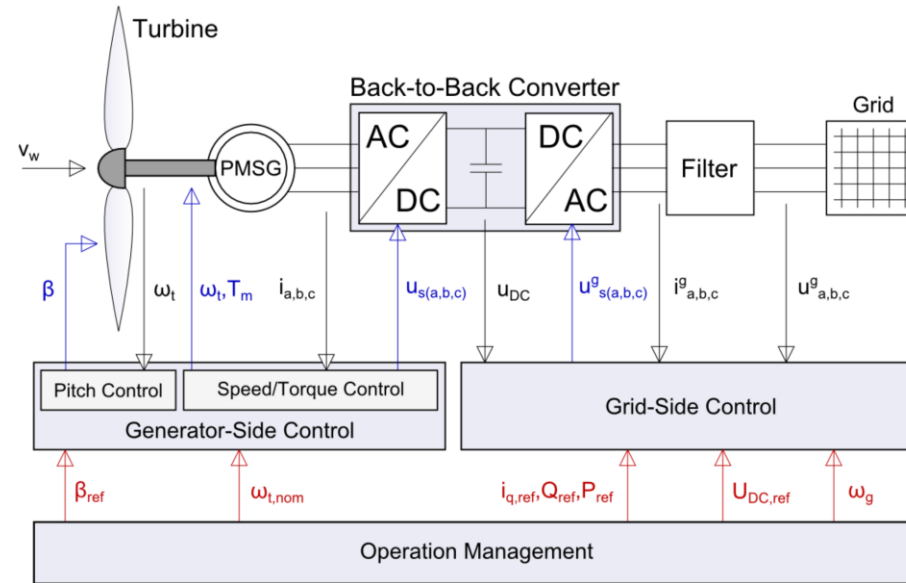 Turbine
Back-to-Back Converter
Grid
v_w
PMSG
AC
DC
DC
AC
Filter
β
ω_t
ω_t,T_m
i_a,b,c
u_s(a,b,c)
u_DC
u^g_s(a,b,c)
i^g_a,b,c
u^g_a,b,c
Pitch Control
Speed/Torque Control
Generator-Side Control
Grid-Side Control
β_ref
ω_t,nom
i_q,ref,Q_ref,P_ref
U_DC,ref
ω_g
Operation Management